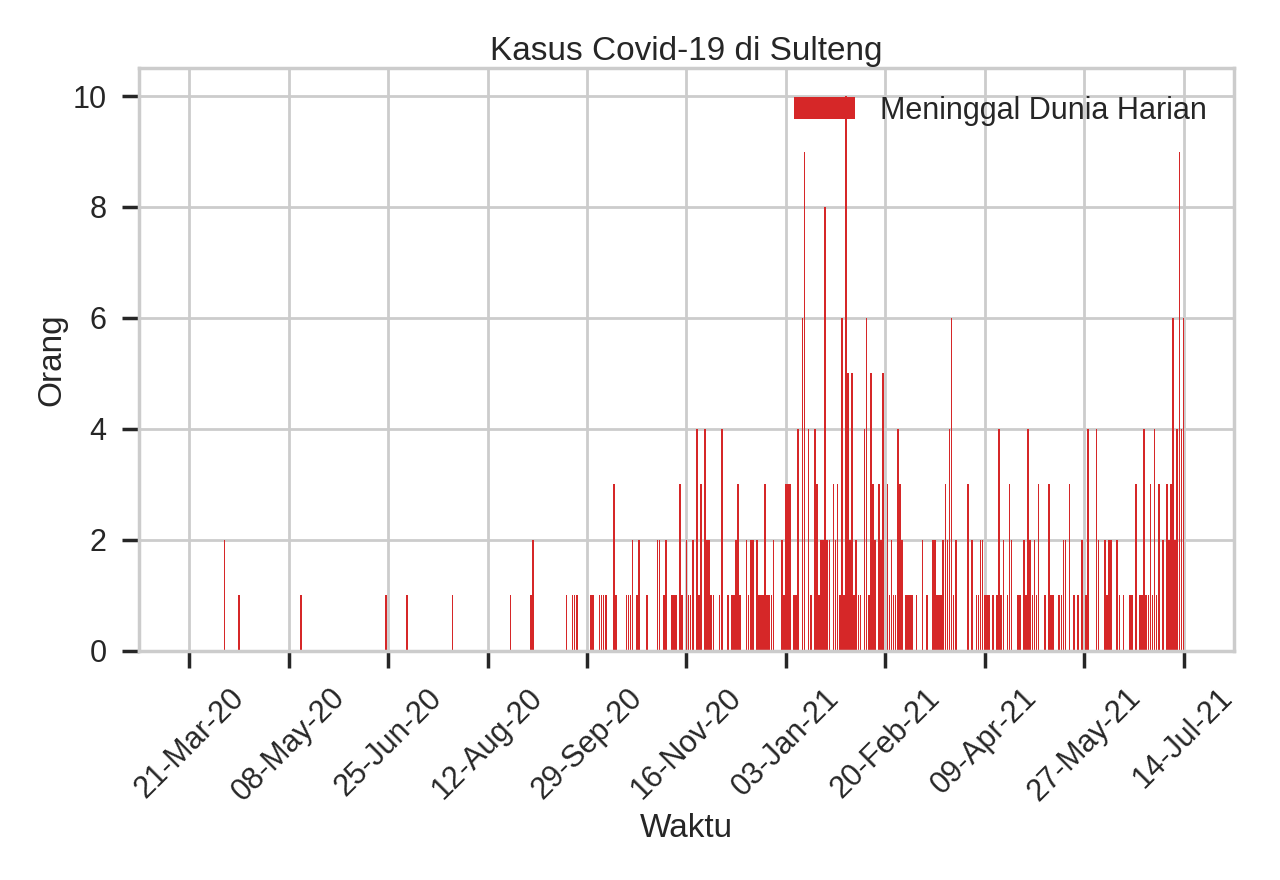 Kasus Covid-19 di Sulteng
Meninggal Dunia Harian
Orang
10
8
6
4
2
0
21-Mar-20
08-May-20
25-Jun-20
12-Aug-20
29-Sep-20
16-Nov-20
03-Jan-21
20-Feb-21
09-Apr-21
27-May-21
14-Jul-21
Waktu